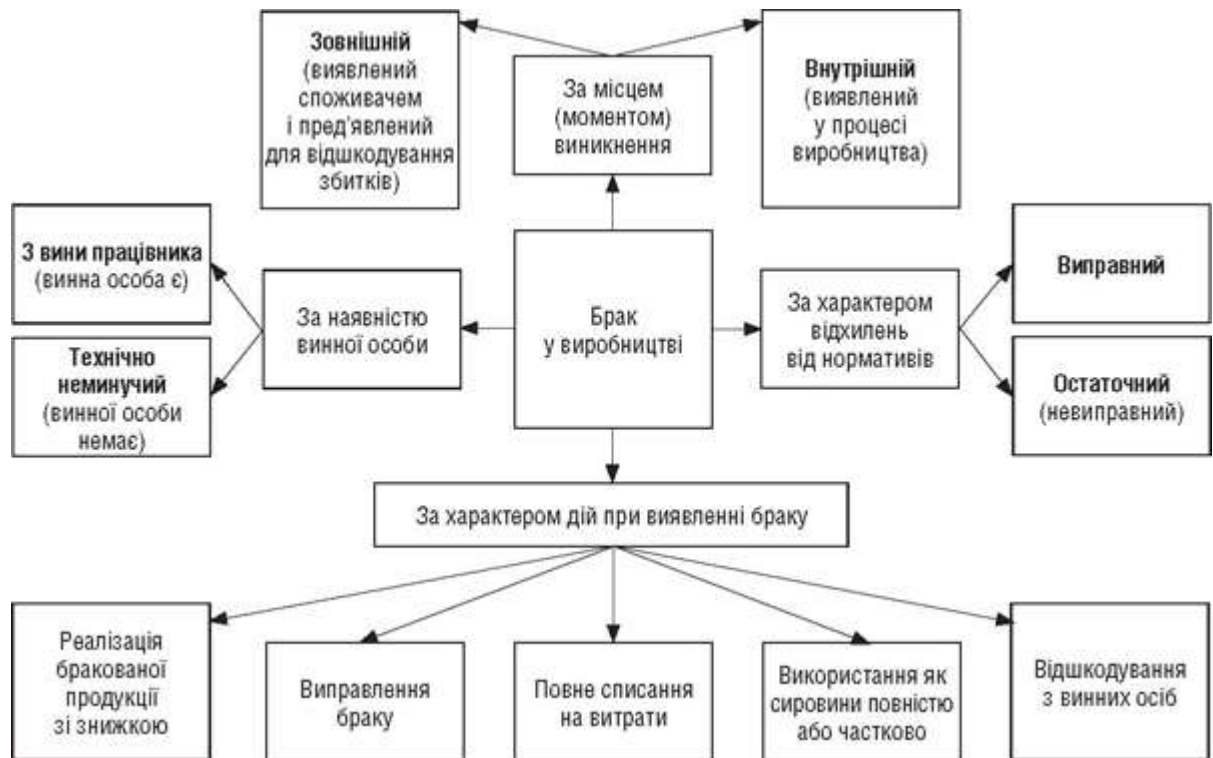 Зовнішній
(виявлений
споживачем
і пред’явлений
для відшкодування
збитків)
За місцем
(моментом)
виникнення
Внутрішній
(виявлений
у процесі
виробництва)
З вини працівника
(винна особа є)
Технічно
неминучий
(винної особи
немає)
За наявністю
винної особи
Брак
у виробництві
За характером
відхилень
від нормативів
Виправний
Остаточний
(невиправний)
За характером дій при виявленні браку
Реалізація
бракованої
продукції
зі знижкою
Виправлення
браку
Повне списання
на витрати
Використання як
сировини повністю
або частково
Відшкодування
з винних осіб